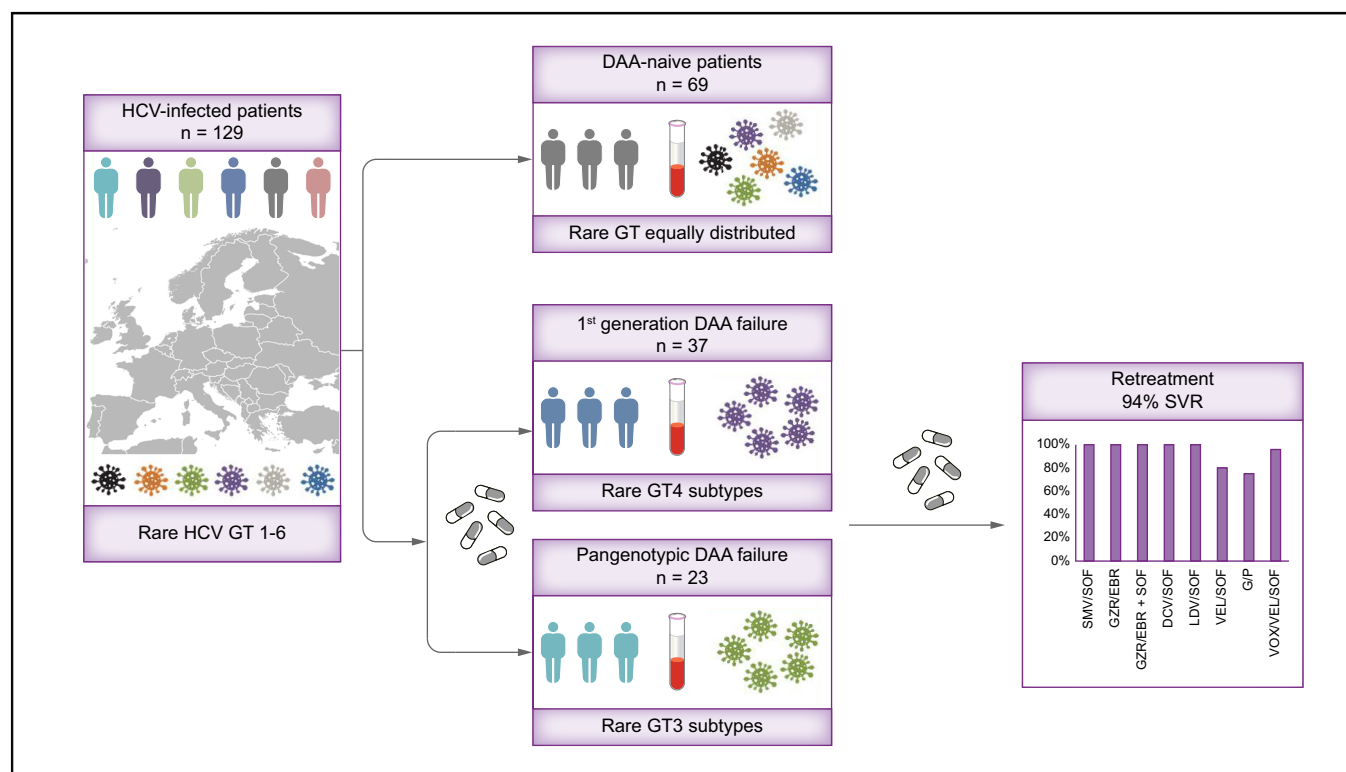 HCV-infected patients
n = 129
Rare HCV GT 1-6
DAA-naive patients
n = 69
Rare GT equally distributed
1st generation DAA failure
n = 37
Rare GT4 subtypes
Pangenotypic DAA failure
n = 23
Rare GT3 subtypes
Retreatment
94% SVR
100%
80%
60%
40%
20%
0%
SMV/SOF
GZR/EBR
GZR/EBR + SOF
DCV/SOF
LDV/SOF
VEL/SOF
G/P
VOX/VEL/SOF